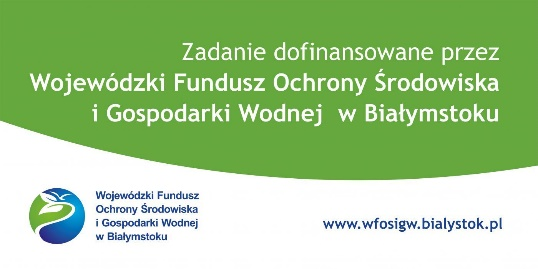 Zadanie dofinansowane przez
Wojewódzki Fundusz Ochrony Środowiska
i Gospodarki Wodnej w Białymstoku
Wojewódzki Fundusz
Ochrony Środowiska
i Gospodarki Wodnej
w Białymstoku
www.wfosigw.bialystok.pl